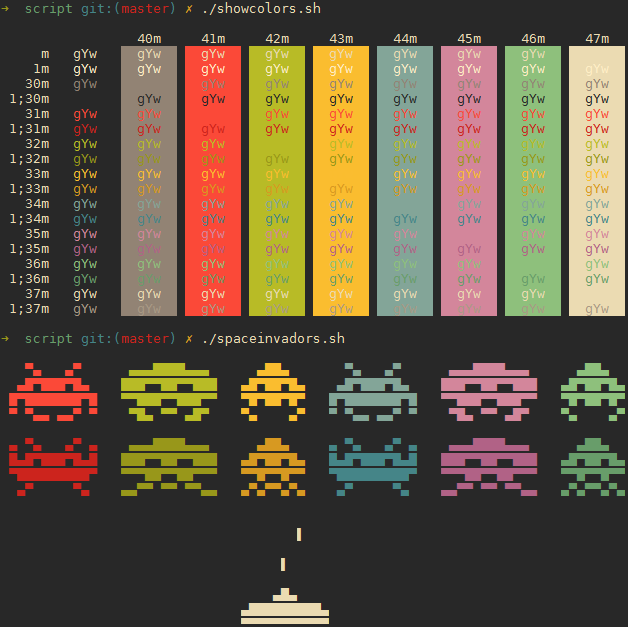 ➜ script git:(master) ✗ ./showcolors.sh
40m 41m 42m 43m 44m 45m 46m 47m
m gYw gYw gYw gYw gYw gYw gYw gYw
1m gYw gYw gYw gYw gYw gYw gYw gYw gYw
30m gYw gYw gYw gYw gYw gYw gYw gYw
1;30m gYw gYw gYw gYw gYw gYw gYw gYw
31m gYw gYw gYw gYw gYw gYw gYw gYw
1;31m gYw gYw gYw gYw gYw gYw gYw gYw gYw
32m gYw gYw gYw gYw gYw gYw gYw gYw
1;32m gYw gYw gYw gYw gYw gYw gYw gYw gYw
33m gYw gYw gYw gYw gYw gYw gYw gYw
1;33m gYw gYw gYw gYw gYw gYw gYw gYw gYw
34m gYw gYw gYw gYw gYw gYw gYw gYw
1;34m gYw gYw gYw gYw gYw gYw gYw gYw gYw
35m gYw gYw gYw gYw gYw gYw gYw gYw
1;35m gYw gYw gYw gYw gYw gYw gYw gYw gYw
36m gYw gYw gYw gYw gYw gYw gYw gYw
1;36m gYw gYw gYw gYw gYw gYw gYw gYw gYw
37m gYw gYw gYw gYw gYw gYw gYw gYw
1;37m gYw gYw gYw gYw gYw gYw gYw gYw gYw
➜ script git:(master) ✗ ./spaceinvadors.sh